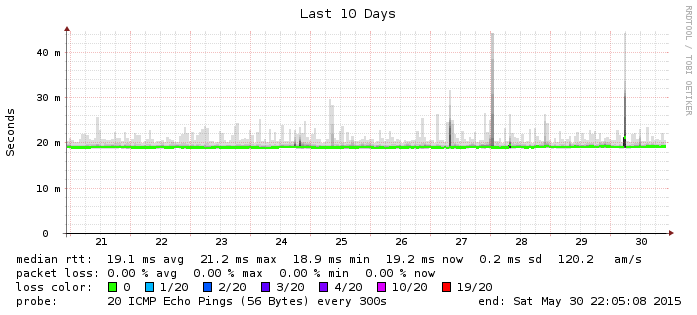 Last 10 Days
RRDTOOL / TOBI OETIKER
Seconds
40 m
30 m
20 m
10 m
0
21 22 23 24 25 26 27 28 29 30
median rtt: 19.1 ms avg 21.2 ms max 18.9 ms min 19.2 ms now 0.2 ms sd 120.2 am/s
packet loss: 0.00 % avg 0.00 % max 0.00 % min 0.00 % now
loss color: 0 1/20 2/20 3/20 4/20 10/20 19/20
probe: 20 ICMP Echo Pings (56 Bytes) every 300s end: Sat May 30 22:05:08 2015